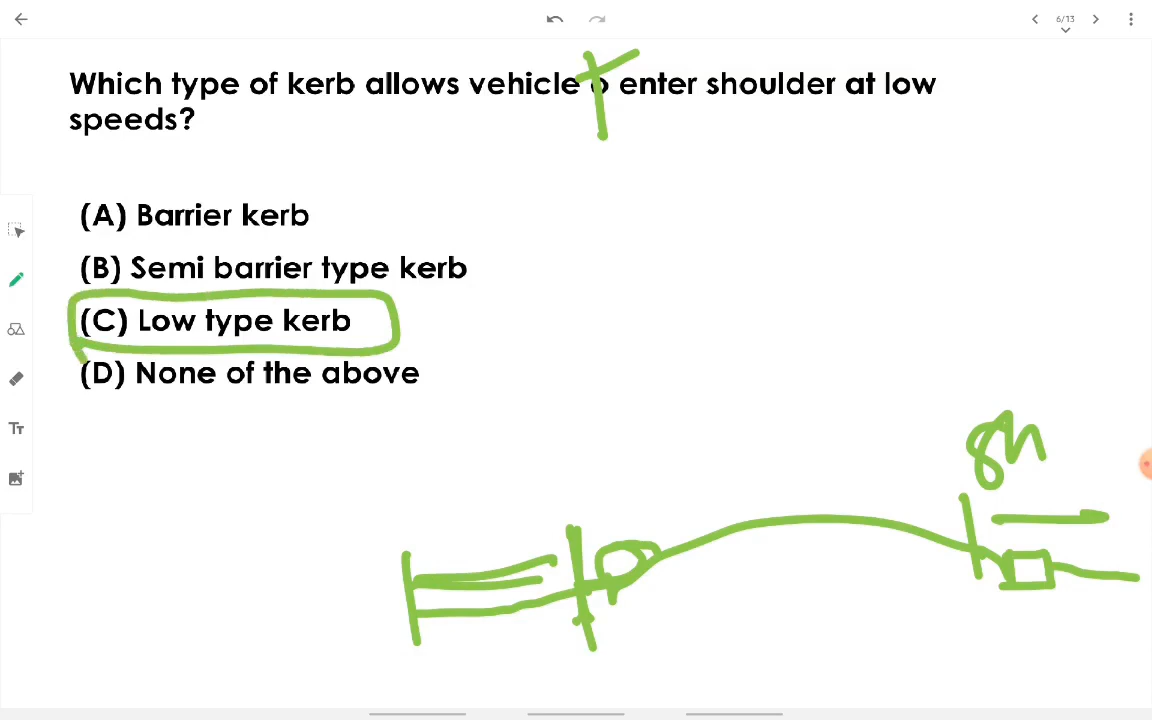 6/13
Which type of kerb allows vehicle o enter shoulder at low
speeds?
(A) Barrier kerb
(B) Semi barrier type kerb
(C) Low type kerb
(D) None of the above
Tт